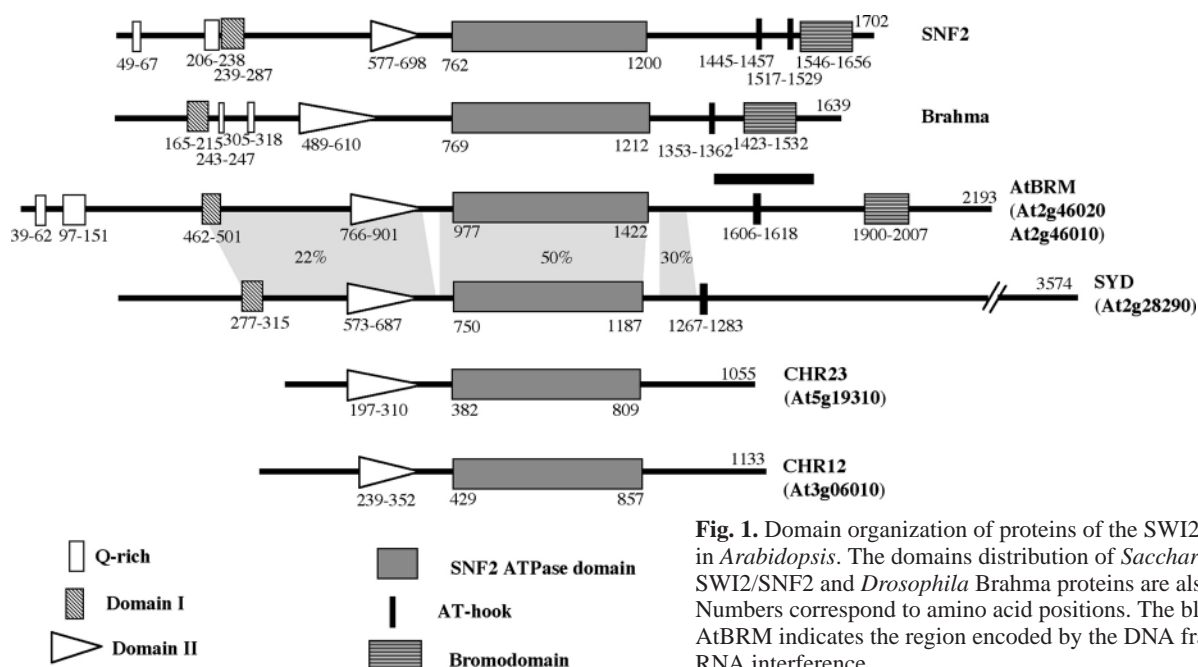 1702
SNF2
49-67
206-238
239-287
577-698
762
1200
1445-1457
1517-1529
1546-1656
1639
Brahma
165-215
243-247
305-318
489-610
769
1212
1353-1362
1423-1532
2193
AtBRM
(At2g46020
At2g46010)
39-62
97-151
462-501
766-901
977
1422
1606-1618
1900-2007
22%
50%
30%
3574
SYD
(At2g28290)
277-315
573-687
750
1187
1267-1283
1055
CHR23
(At5g19310)
197-310
382
809
1133
CHR12
(At3g06010)
239-352
429
857
Q-rich
Domain I
Domain II
SNF2 ATPase domain
AT-hook
Bromodomain
Fig. 1. Domain organization of proteins of the SWI2
in Arabidopsis. The domains distribution of Sacchar
SWI2/SNF2 and Drosophila Brahma proteins are als
Numbers correspond to amino acid positions. The bl
AtBRM indicates the region encoded by the DNA fra
RNA interference